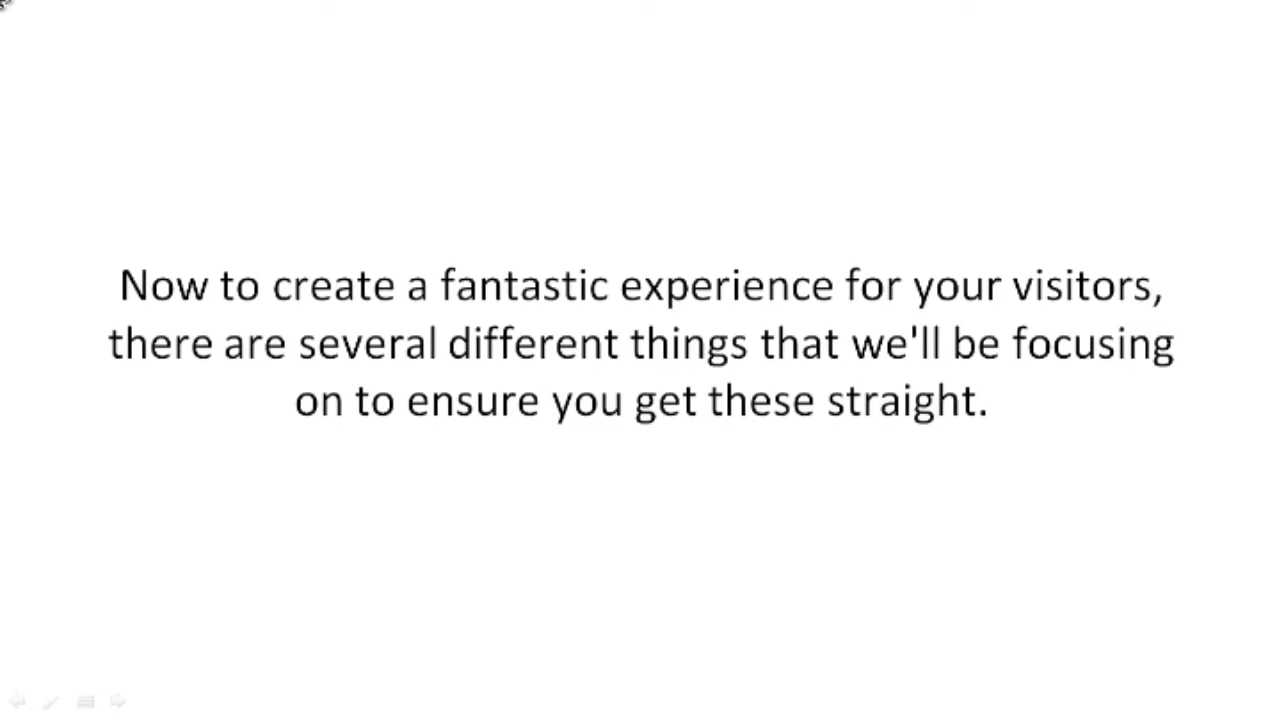 Now to create a fantastic experience for your visitors,
there are several different things that we'll be focusing
on to ensure you get these straight.